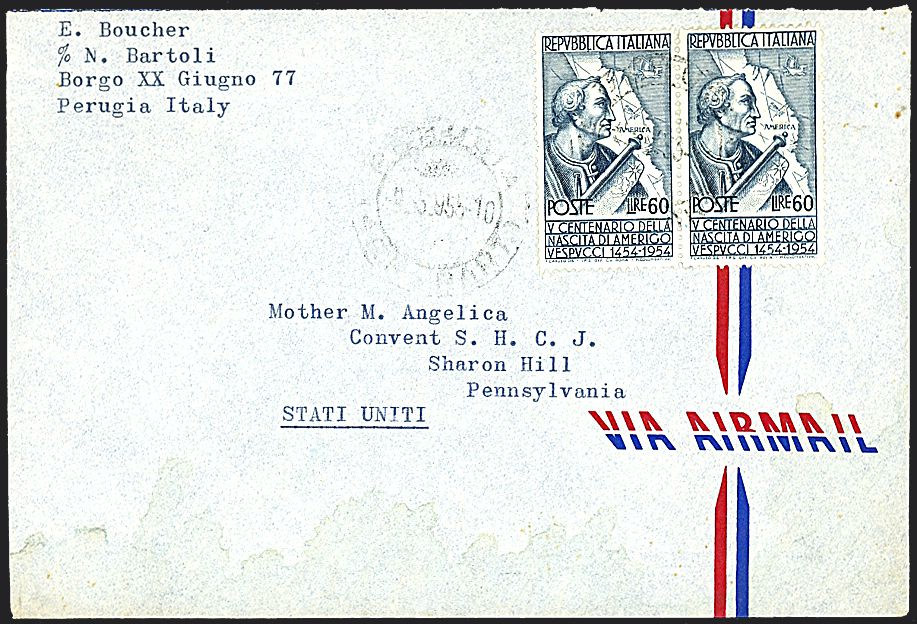 E. Boucher
% N. Bartoli
Borgo XX Giugno 77
Perugia Italy
REPVBBLICA ITALIANA
AMERICA
POSTE LIRE 60
V CENTENARIO DELLA
NASCITA DI AMERIGO
VESPVCCI 1454-1954
REPVBBLICA ITALIANA
AMERICA
POSTE LIRE 60
V CENTENARIO DELLA
NASCITA DI AMERIGO
VESPVCCI 1454-1954
Mother M. Angelica
Convent S. H. C. J.
Sharon Hill
Pennsylvania
STATI UNITI
VIA AIRMAIL